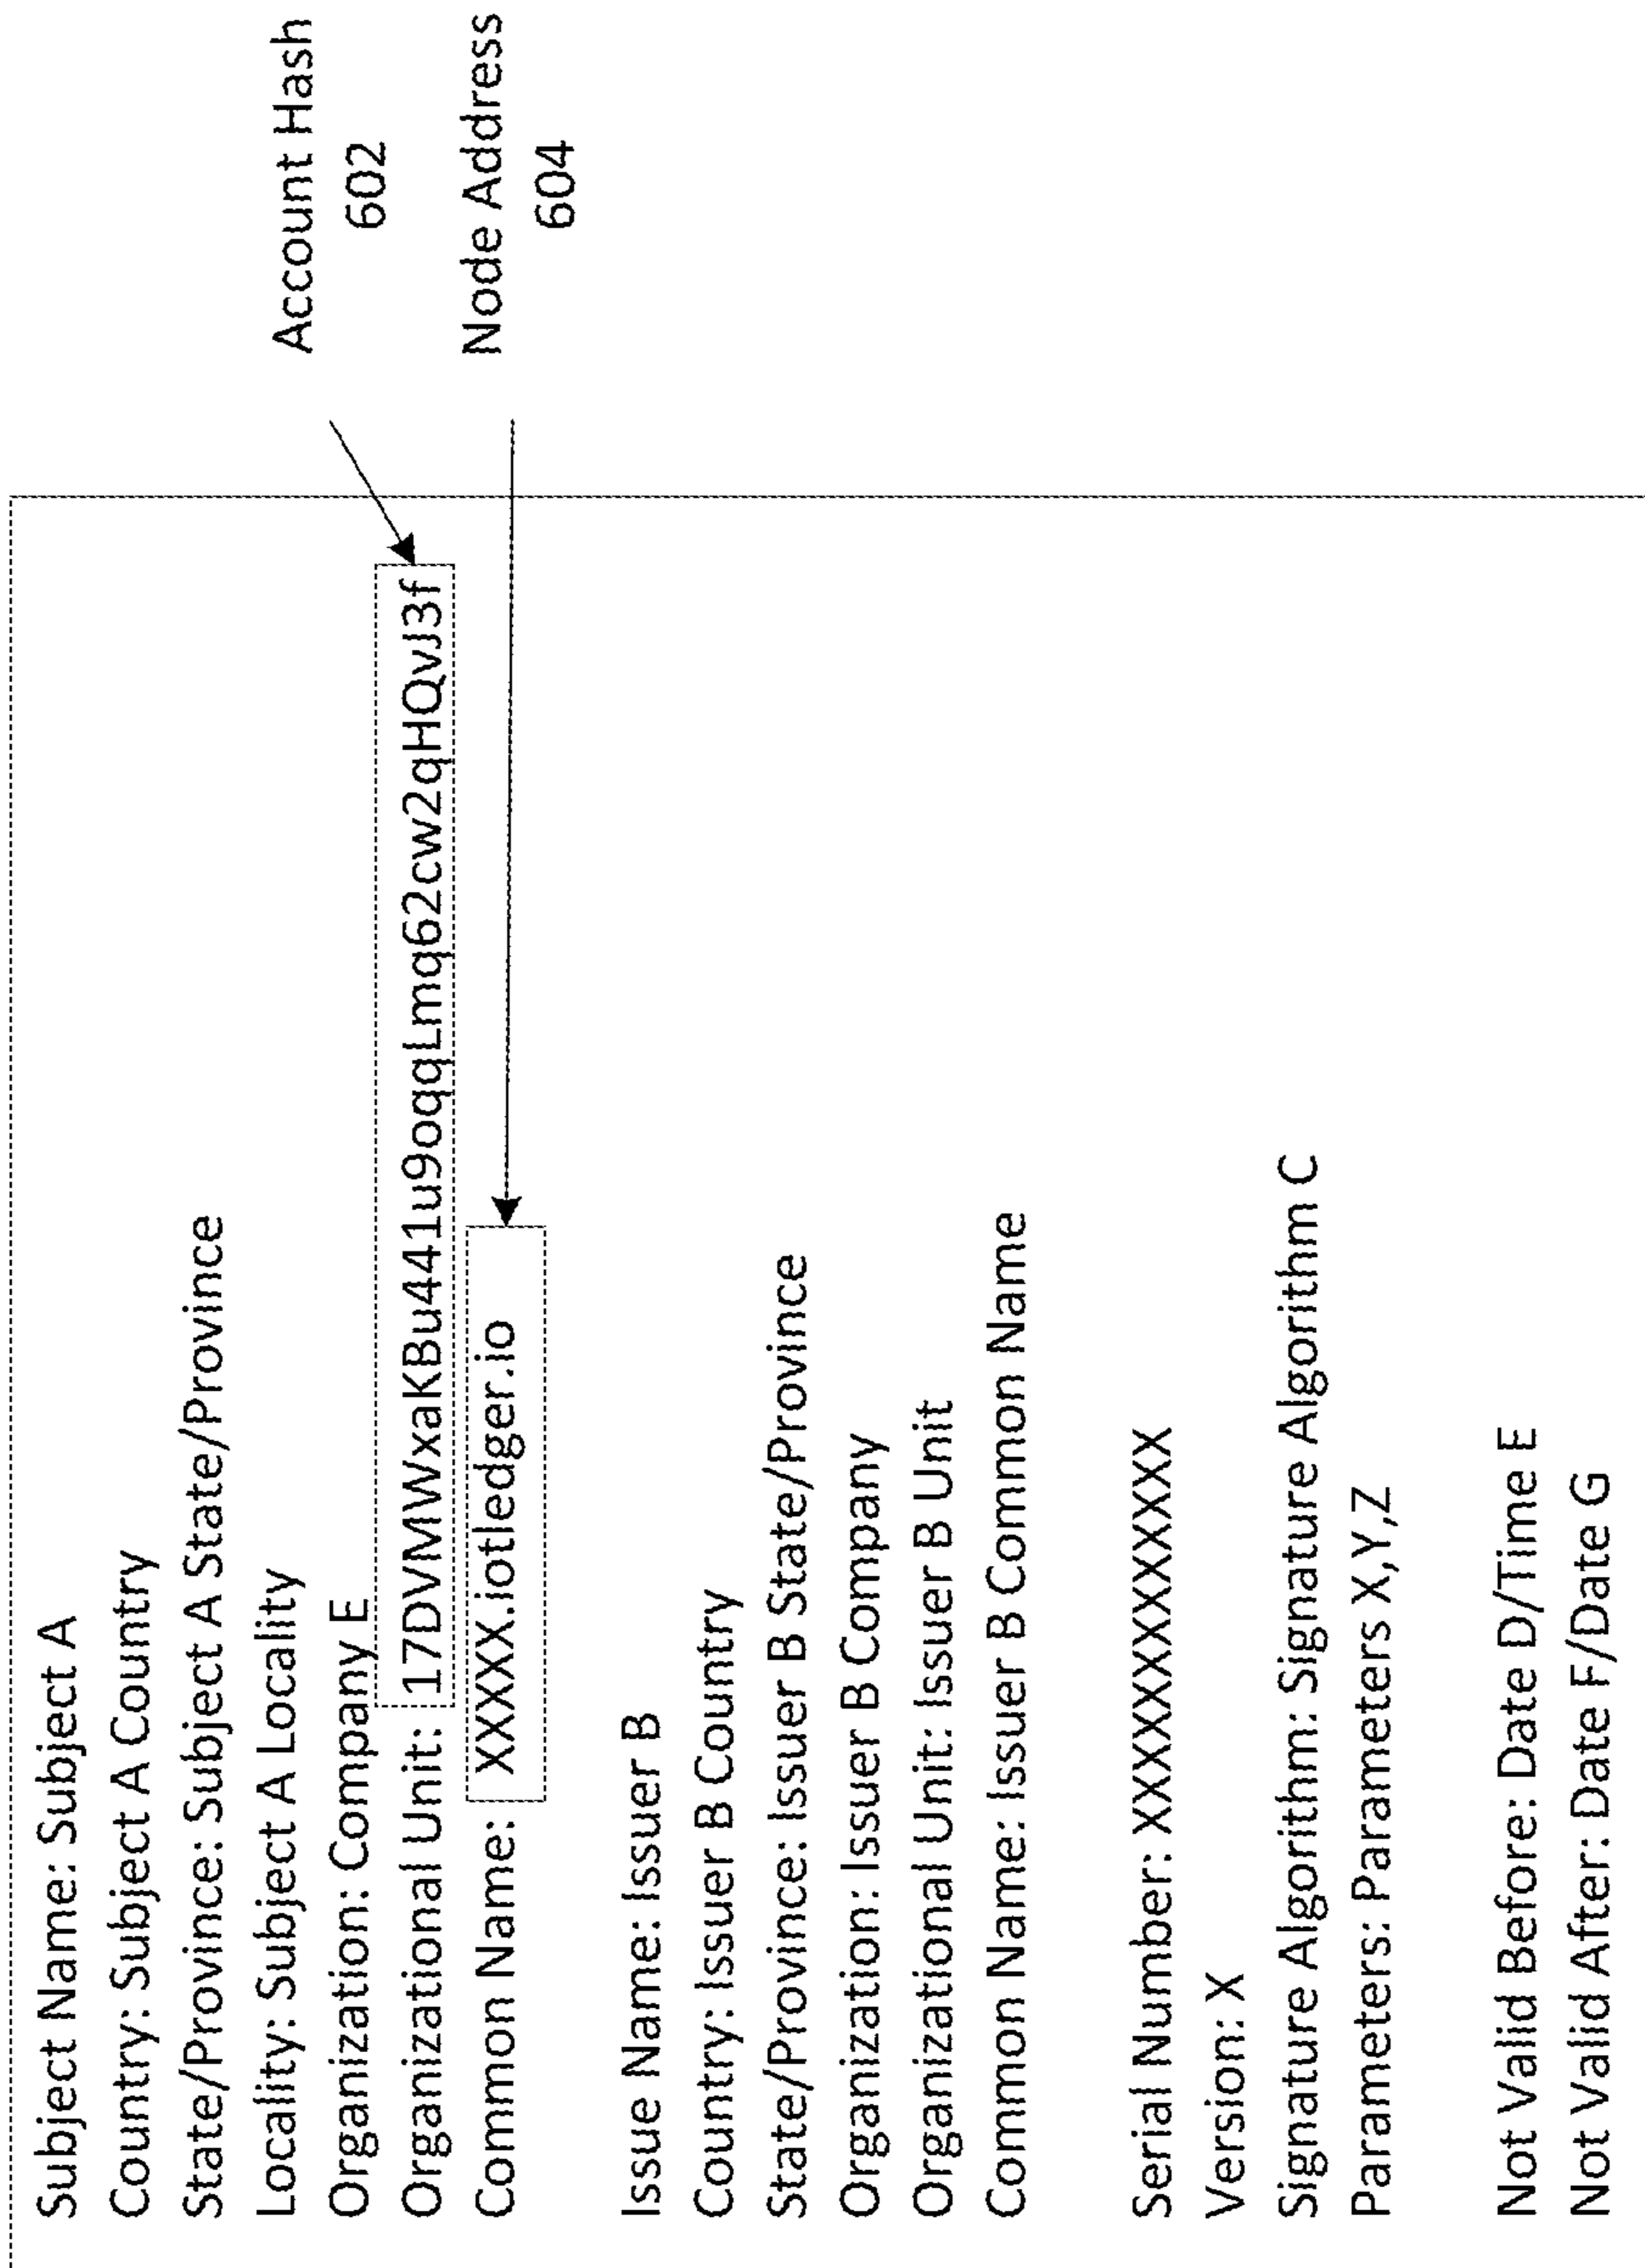 Subject Name: Subject A
Country: Subject A Country
State/Province: Subject A State/Province
Locality: Subject A Locality
Organization: Company E
Organizational Unit: 17DVMWxaKBu441u9oqqLmq62cw2qHQvJ3f
Common Name: XXXXX.iotledger.io
Issue Name: Issuer B
Country: Issuer B Country
State/Province: Issuer B State/Province
Organization: Issuer B Company
Organizational Unit: Issuer B Unit
Common Name: Issuer B Common Name
Serial Number: XXXXXXXXXXXXXXX
Version: X
Signature Algorithm: Signature Algorithm C
Parameters: Parameters X,Y,Z
Not Valid Before: Date D/Time E
Not Valid After: Date F/Date G
Account Hash
602
Node Address
604